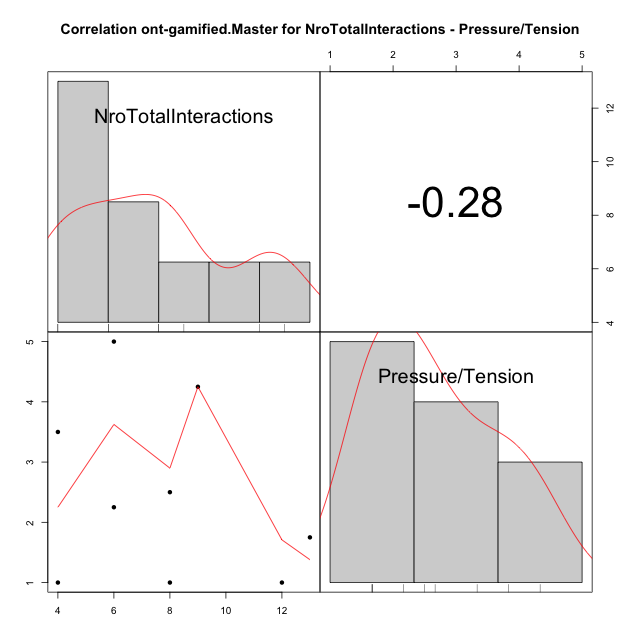 Correlation ont-gamified.Master for NroTotalInteractions - Pressure/Tension
1 2 3 4 5
NroTotalInteractions
-0.28
12
10
8
6
4
Pressure/Tension
5
4
3
2
1
4 6 8 10 12